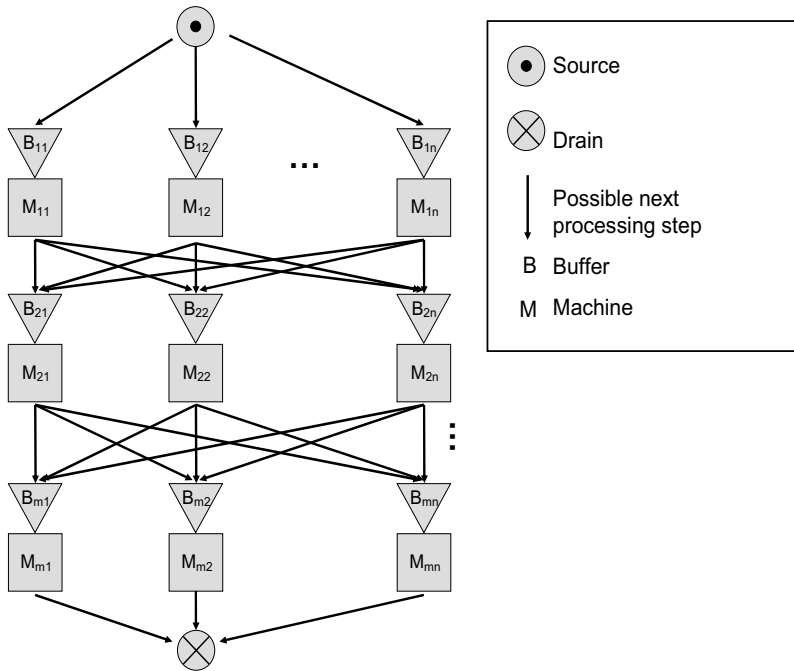 B11 B12 B1n
...
M11 M12 M1n
B21 B22 B2n
M21 M22 M2n
...
Bm1 Bm2 Bmn
Mm1 Mm2 Mmn
Source
Drain
Possible next
processing step
B Buffer
M Machine